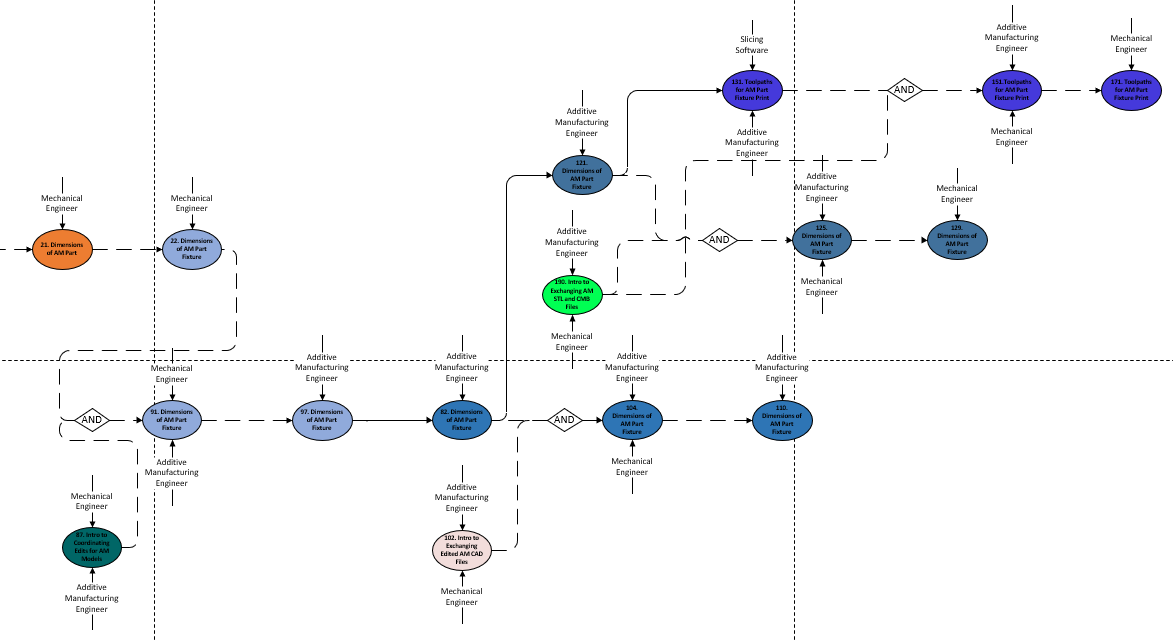 Slicing
Software
131. Toolpaths
for AM Part
Fixture Print
Additive
Manufacturing
Engineer
AND
Additive
Manufacturing
Engineer
151.Toolpaths
for AM Part
Fixture Print
Mechanical
Engineer
Mechanical
Engineer
171. Toolpaths
for AM Part
Fixture Print
Additive
Manufacturing
Engineer
121.
Dimensions of
AM Part
Fixture
Mechanical
Engineer
21. Dimensions
of AM Part
Mechanical
Engineer
22. Dimensions
of AM Part
Fixture
Additive
Manufacturing
Engineer
190. Intro to
Exchanging AM
STL and CMB
Files
Mechanical
Engineer
AND
Additive
Manufacturing
Engineer
125.
Dimensions of
AM Part
Fixture
Mechanical
Engineer
Mechanical
Engineer
129.
Dimensions of
AM Part
Fixture
AND
Mechanical
Engineer
91. Dimensions
of AM Part
Fixture
Additive
Manufacturing
Engineer
Additive
Manufacturing
Engineer
97. Dimensions
of AM Part
Fixture
Additive
Manufacturing
Engineer
82. Dimensions
of AM Part
Fixture
AND
Additive
Manufacturing
Engineer
104.
Dimensions of
AM Part
Fixture
Mechanical
Engineer
Additive
Manufacturing
Engineer
110.
Dimensions of
AM Part
Fixture
Mechanical
Engineer
87. Intro to
Coordinating
Edits for AM
Models
Additive
Manufacturing
Engineer
Additive
Manufacturing
Engineer
102. Intro to
Exchanging
Edited AM CAD
Files
Mechanical
Engineer